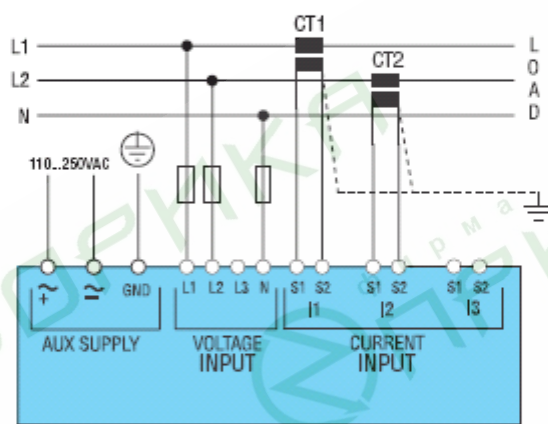 CT1
L1
L
CT2
O
L2
A
N
D
110...250VAC
+
GND
L1 L2 L3 N
S1 S2 S1 S2 S1 S2
I1 I2 I3
AUX SUPPLY
VOLTAGE
INPUT
CURRENT
INPUT
фирма